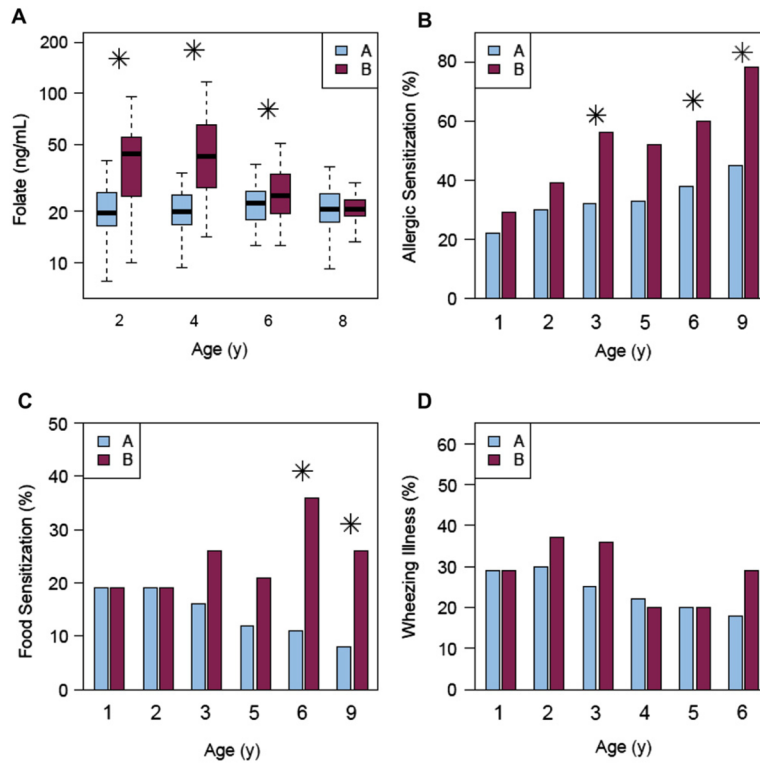 A
Folate (ng/mL)
200
100
50
20
10
A
B
2 4 6 8
Age (y)
B
Allergic Sensitization (%)
80
60
40
20
0
A
B
1 2 3 5 6 9
Age (y)
C
Food Sensitization (%)
50
40
30
20
10
0
A
B
1 2 3 5 6 9
Age (y)
D
Wheezing Illness (%)
60
50
40
30
20
10
0
A
B
1 2 3 4 5 6
Age (y)